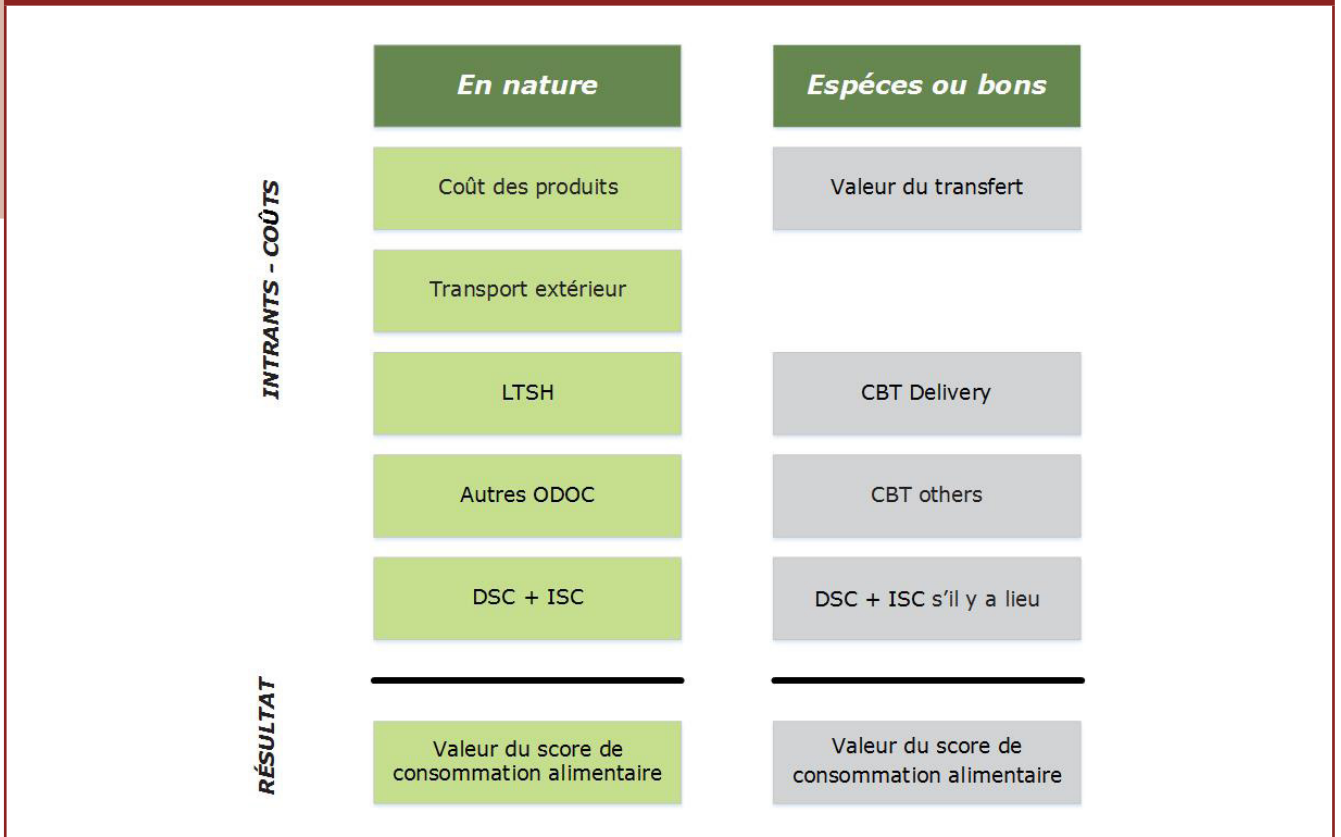 En nature
Espéces ou bons
INTRANTS - COÛTS
Coût des produits
Valeur du transfert
Transport extérieur
LTSH
CBT Delivery
Autres ODOC
CBT others
DSC + ISC
DSC + ISC s’il y a lieu
RÉSULTAT
Valeur du score de
consommation alimentaire
Valeur du score de
consommation alimentaire